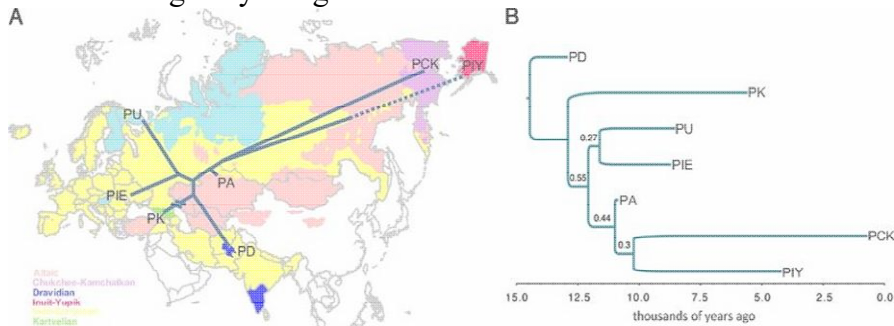 A
PCK
PIY
PU
PA
PIE
PK
PD
Altaic
Chukchee-Kamchatkan
Dravidian
Inuit-Yupik
Kartvelian
B
PD
PK
PU
0.27
PIE
0.55
PA
0.44
PCK
0.3
PIY
15.0 12.5 10.0 7.5 5.0 2.5 0.0
thousands of years ago